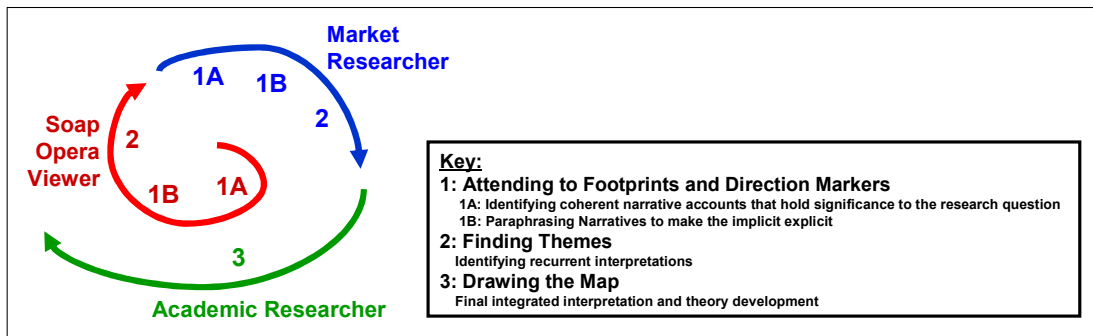 Market
Researcher
1A
1B
2
Soap
Opera
Viewer
2
1B
1A
3
Academic Researcher
Key:
1: Attending to Footprints and Direction Markers
1A: Identifying coherent narrative accounts that hold significance to the research question
1B: Paraphrasing Narratives to make the implicit explicit
2: Finding Themes
Identifying recurrent interpretations
3: Drawing the Map
Final integrated interpretation and theory development